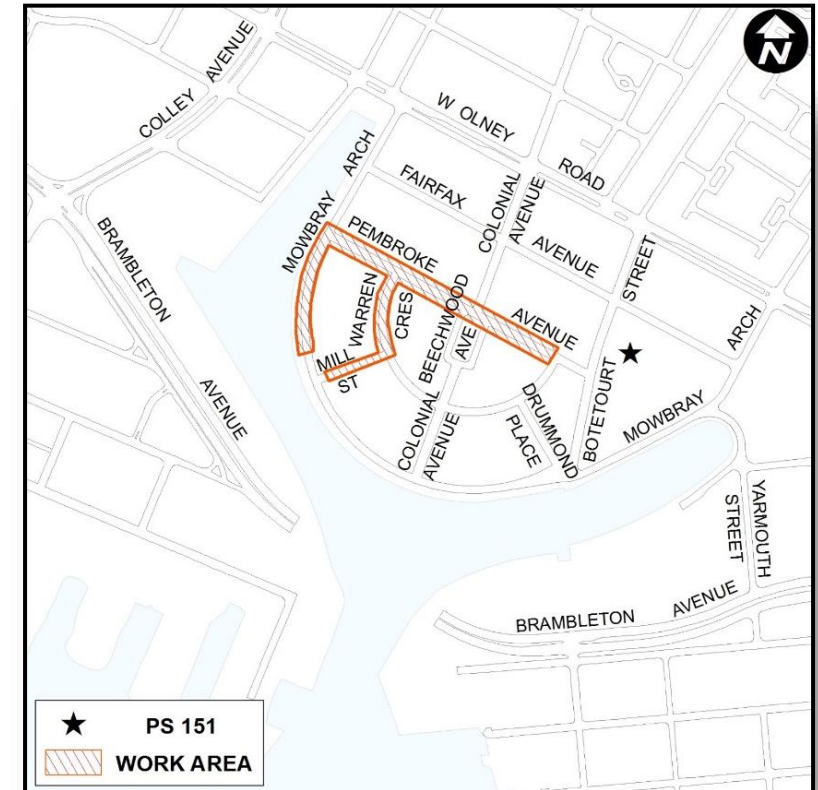 N
COLLEY AVENUE
W OLNEY ROAD
MOWBRAY ARCH
FAIRFAX AVENUE
COLONIAL AVENUE
PEMBROKE AVENUE
BRAMBLETON AVENUE
WARREN CRES
BEECHWOOD AVE
BOTETOURT STREET
MOWBRAY ARCH
MILL ST
DRUMMOND PLACE
COLONIAL AVENUE
YARMOUTH STREET
BRAMBLETON AVENUE
PS 151
WORK AREA